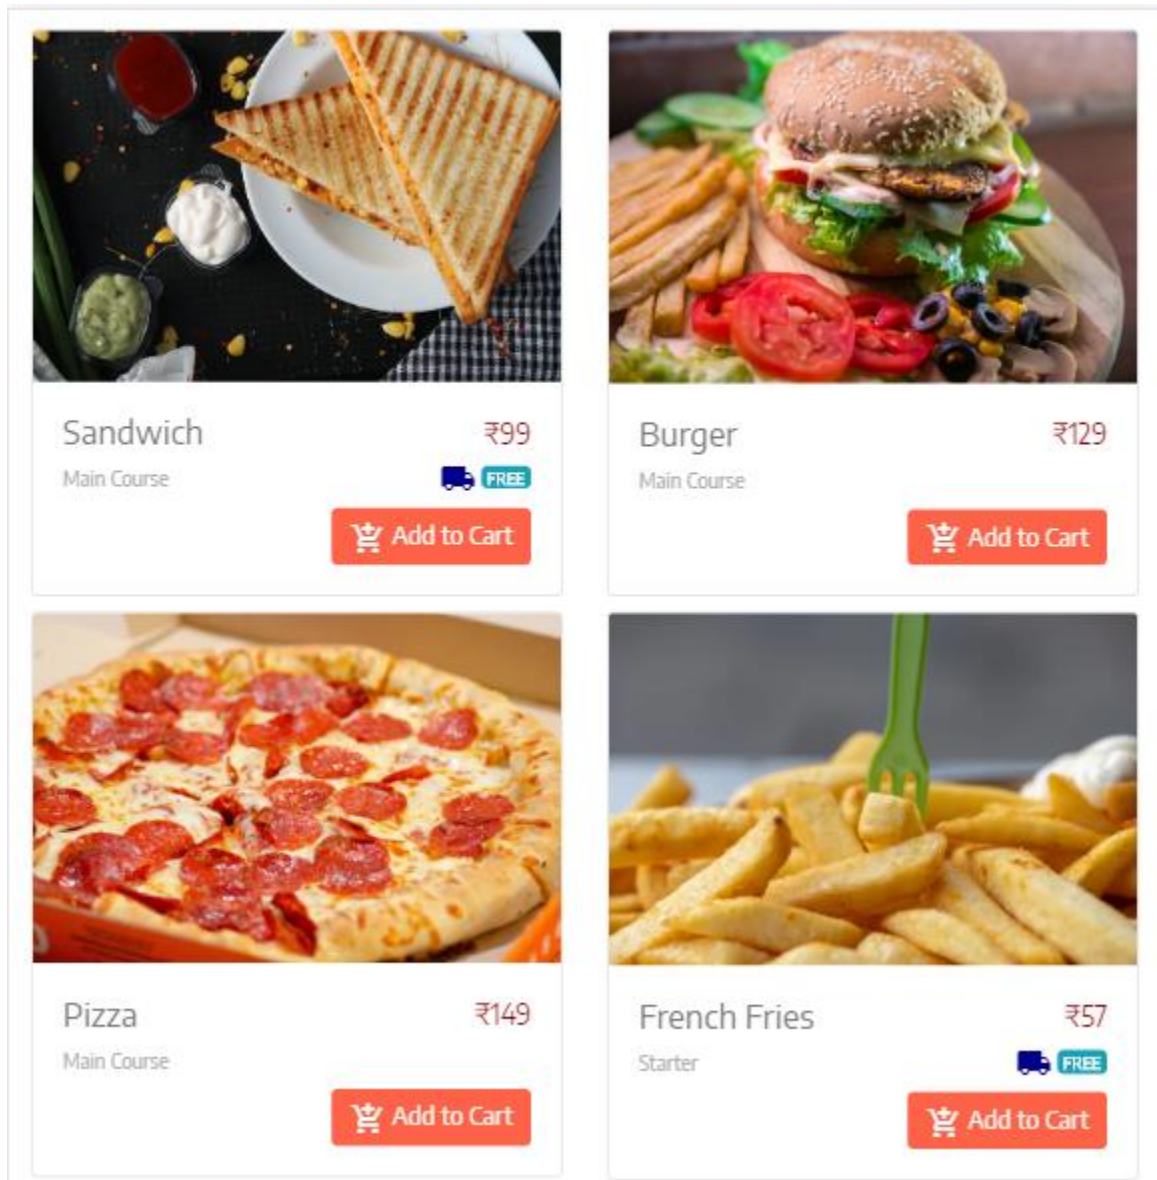 Sandwich ₹99
Main Course FREE
Add to Cart
Burger ₹129
Main Course
Add to Cart
Pizza ₹149
Main Course
Add to Cart
French Fries ₹57
Starter FREE
Add to Cart